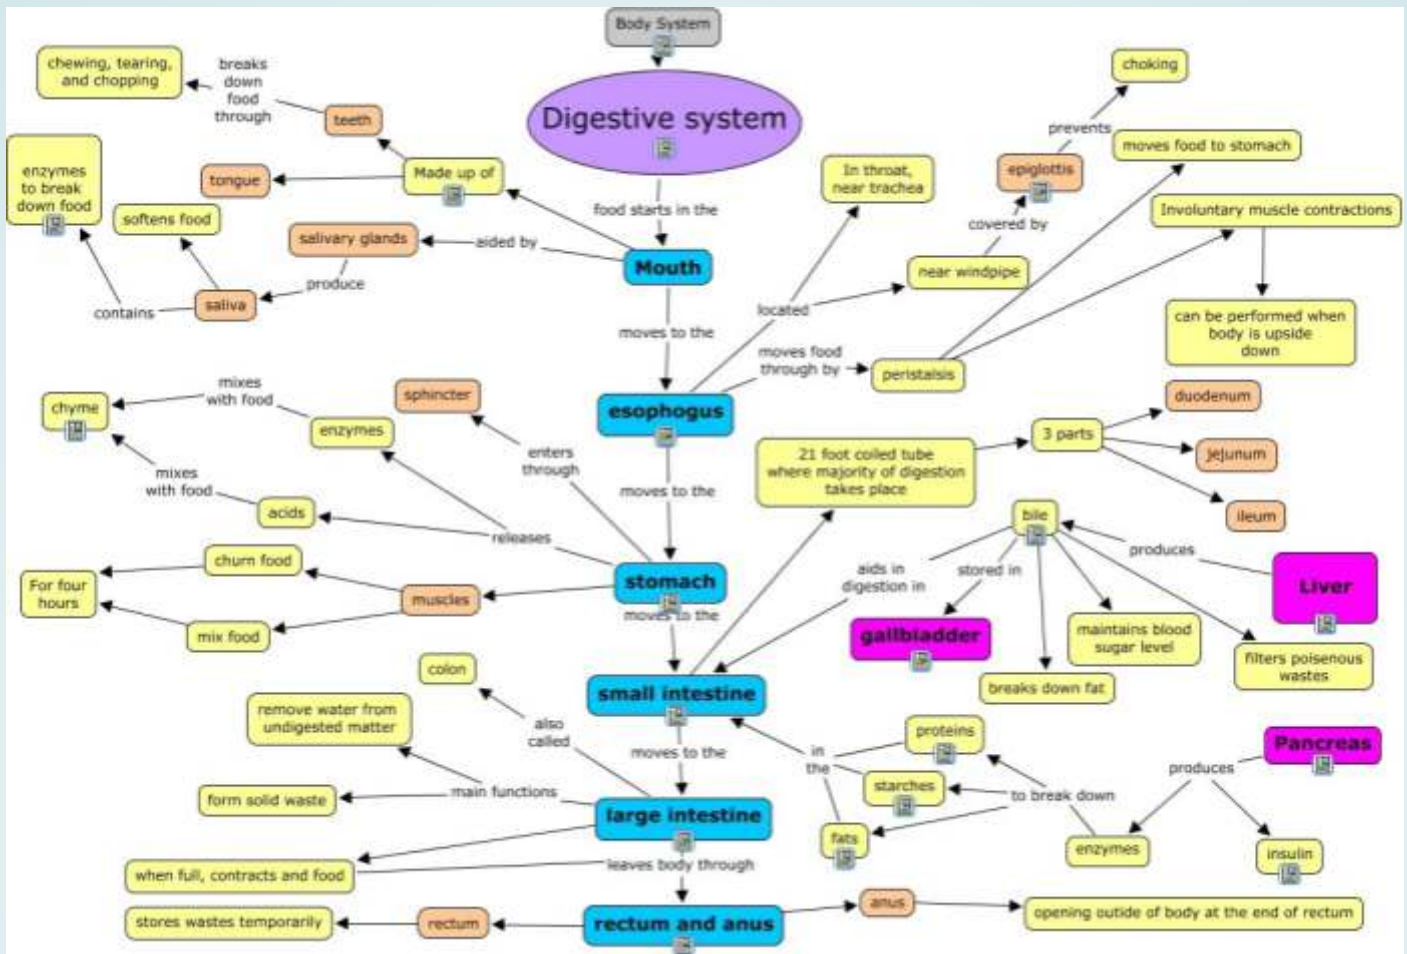 Body System
Digestive system
food starts in the
Mouth
Made up of
teeth
breaks
down
food
through
chewing, tearing,
and chopping
tongue
aided by
salivary glands
produce
saliva
softens food
contains
enzymes
to break
down food
moves to the
esophogus
located
In throat,
near trachea
near windpipe
covered by
epiglottis
prevents
choking
moves food
through by
peristalsis
moves food to stomach
Involuntary muscle contractions
can be performed when
body is upside
down
moves to the
stomach
enters
through
sphincter
releases
enzymes
mixes
with food
chyme
acids
mixes
with food
muscles
churn food
mix food
For four
hours
moves to the
small intestine
21 foot coiled tube
where majority of digestion
takes place
3 parts
duodenum
jejunum
ileum
Liver
produces
bile
aids in
digestion in
stored in
gallbladder
breaks down fat
maintains blood
sugar level
filters poisenous
wastes
Pancreas
produces
insulin
enzymes
to break down
proteins
starches
fats
in
the
moves to the
large intestine
also
called
colon
main functions
remove water from
undigested matter
form solid waste
when full, contracts and food
leaves body through
rectum and anus
rectum
stores wastes temporarily
anus
opening outide of body at the end of rectum